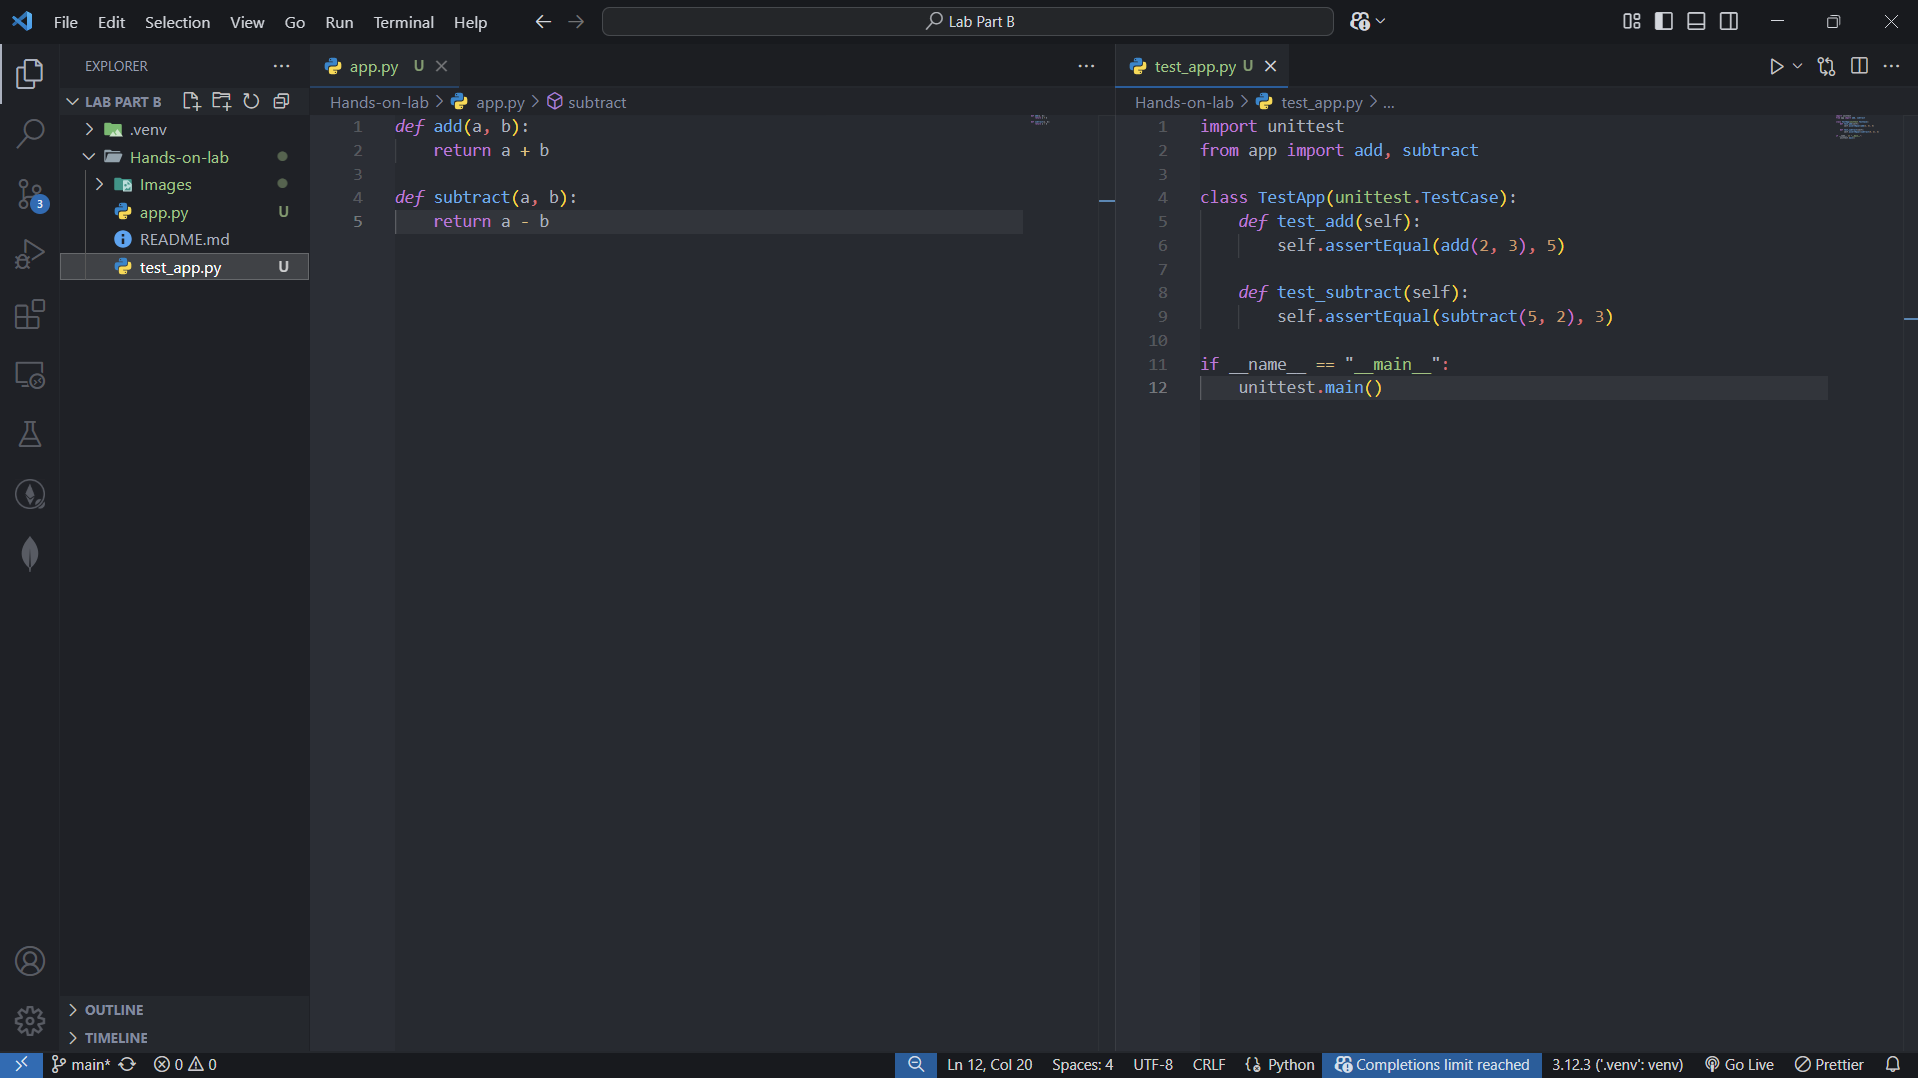 File Edit Selection View Go Run Terminal Help
Lab Part B
EXPLORER
LAB PART B
.venv
Hands-on-lab
Images
app.py U
README.md
test_app.py U
OUTLINE
TIMELINE
app.py U
Hands-on-lab > app.py > subtract
1 def add(a, b):
2 return a + b
3
4 def subtract(a, b):
5 return a - b
test_app.py U
Hands-on-lab > test_app.py > ...
1 import unittest
2 from app import add, subtract
3
4 class TestApp(unittest.TestCase):
5 def test_add(self):
6 self.assertEqual(add(2, 3), 5)
7
8 def test_subtract(self):
9 self.assertEqual(subtract(5, 2), 3)
10
11 if __name__ == "__main__":
12 unittest.main()
3
main* 0 0 Ln 12, Col 20 Spaces: 4 UTF-8 CRLF Python Completions limit reached 3.12.3 ('.venv': venv) Go Live Prettier